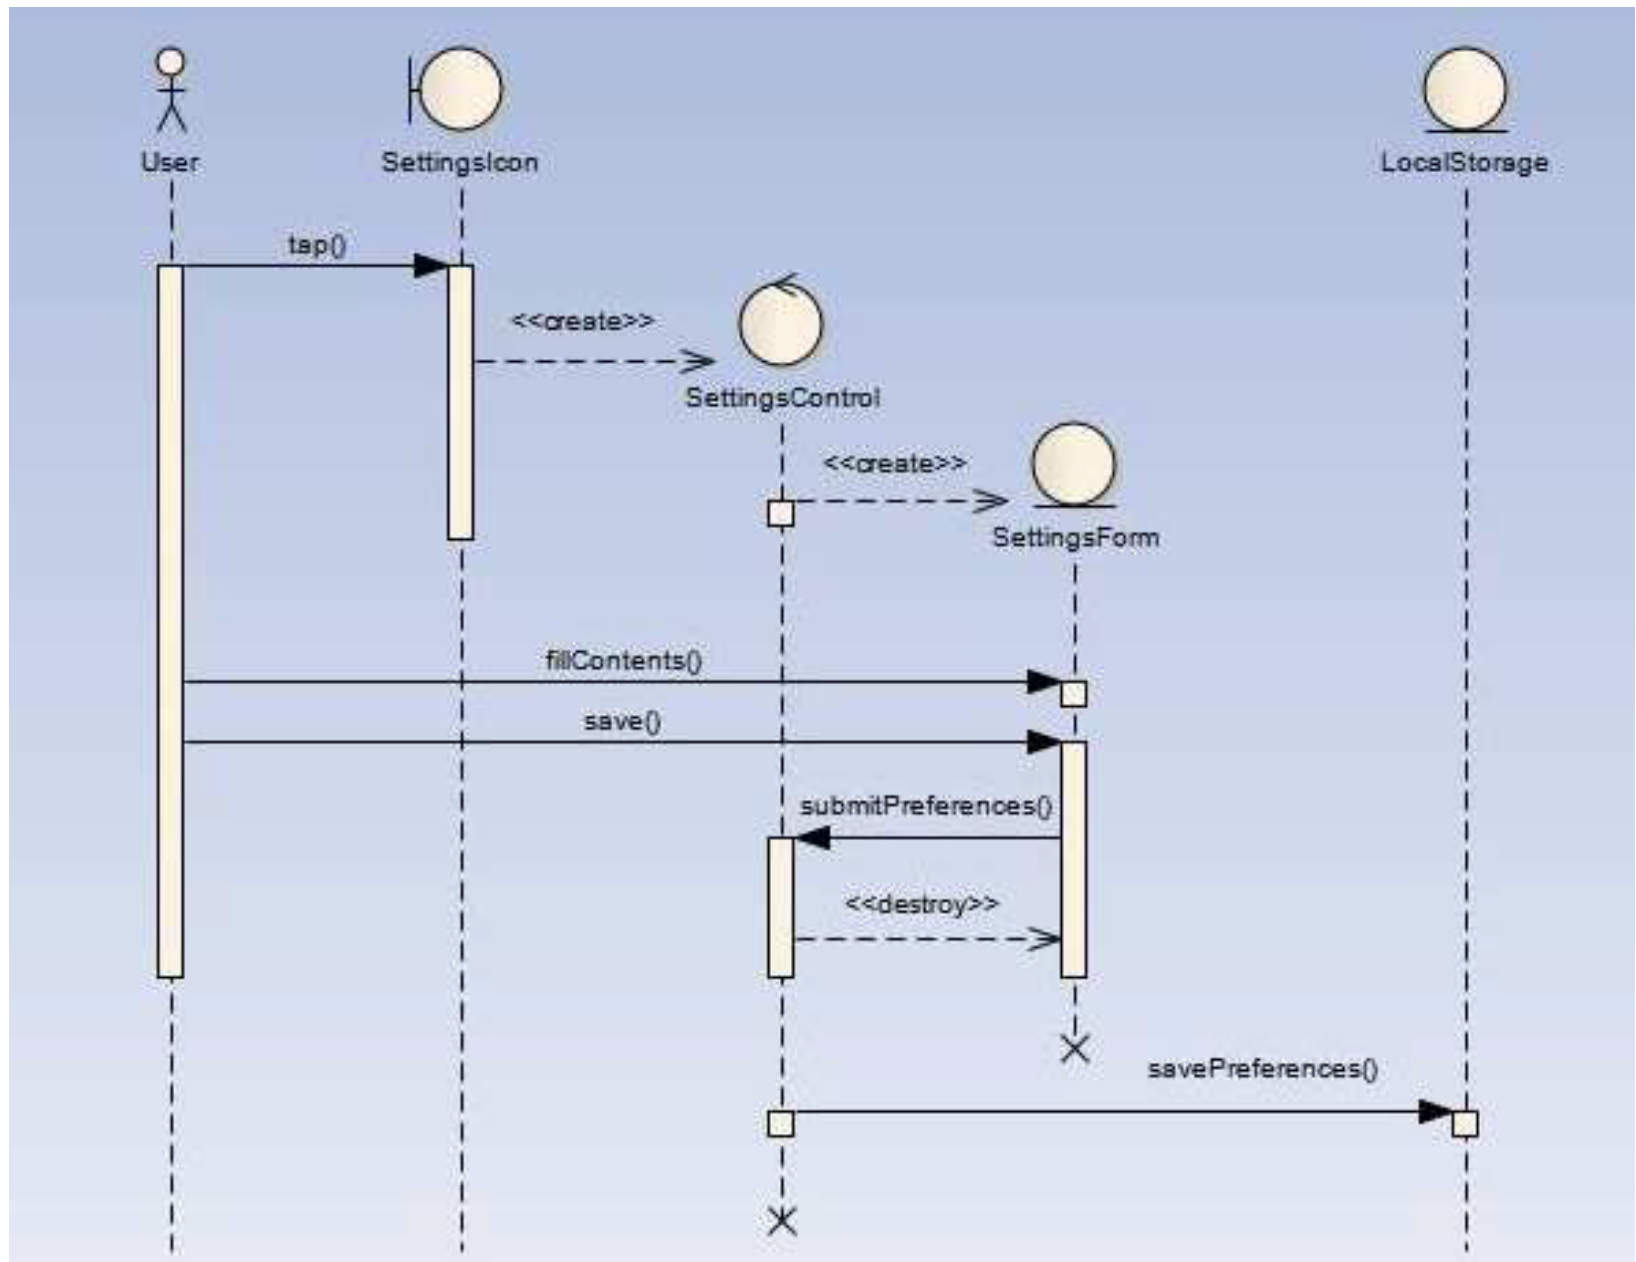 User
SettingsIcon
LocalStorage
tap()
<<create>>
SettingsControl
<<create>>
SettingsForm
fillContents()
save()
submitPreferences()
<<destroy>>
savePreferences()